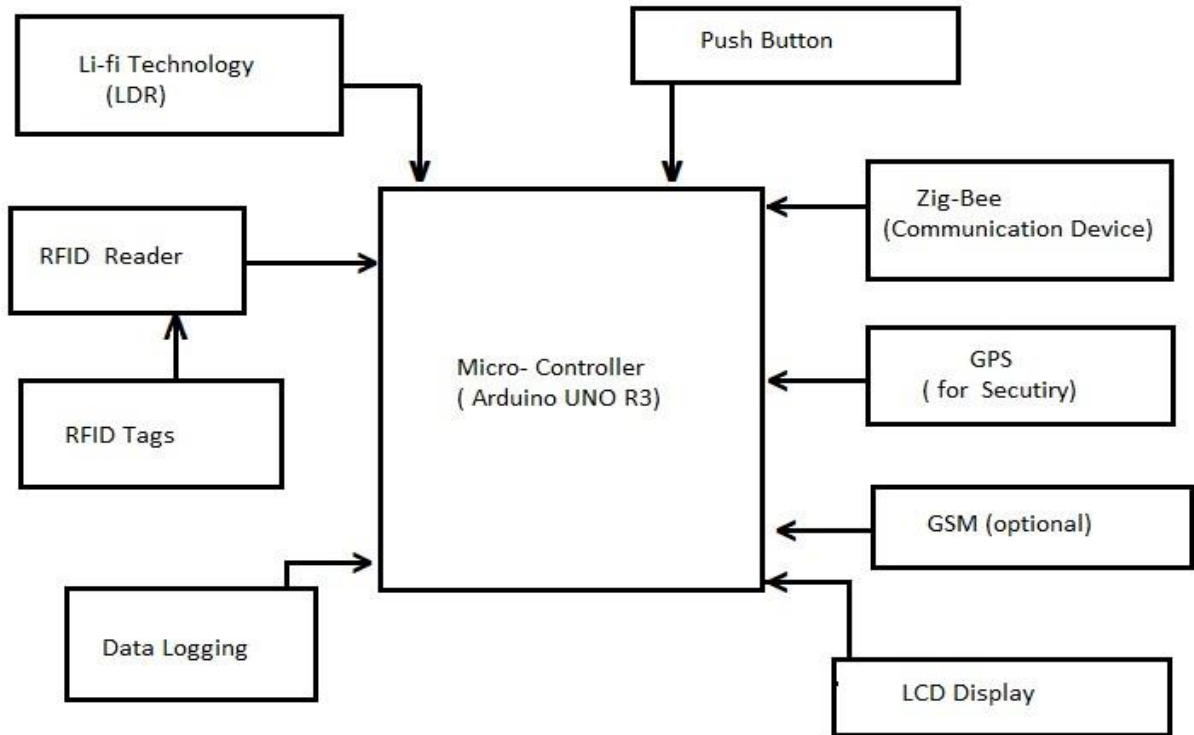 Li-fi Technology
(LDR)
Push Button
Zig-Bee
(Communication Device)
RFID Reader
GPS
( for Secutiry)
Micro- Controller
( Arduino UNO R3)
RFID Tags
GSM (optional)
Data Logging
LCD Display